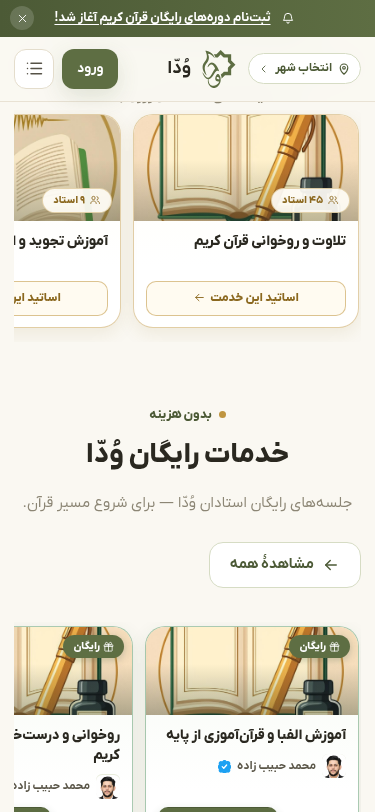 ثبت‌نام دوره‌های رایگان قرآن کریم آغاز شد!
انتخاب شهر
وُدّا
ورود
۴۵ استاد
۹ استاد
تلاوت و روخوانی قرآن کریم
آموزش تجوید و
اساتید این خدمت
اساتید این
بدون هزینه
خدمات رایگان وُدّا
جلسه‌های رایگان استادان وُدّا — برای شروع مسیر قرآن.
مشاهدهٔ همه
رایگان
رایگان
آموزش الفبا و قرآن‌آموزی از پایه
محمد حبیب زاده
روخوانی و درست‌خ
کریم
محمد حبیب زاده